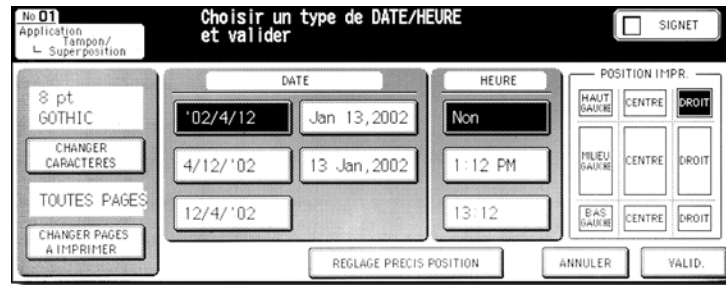 No 01
Application
Tampon/
Superposition
Choisir un type de DATE/HEURE
et valider
SIGNET
8 pt
GOTHIC
CHANGER
CARACTERES
TOUTES PAGES
CHANGER PAGES
A IMPRIMER
DATE
'02/4/12
Jan 13,2002
4/12/'02
13 Jan,2002
12/4/'02
HEURE
Non
1:12 PM
13:12
POSITION IMPR.
HAUT
GAUCHE
CENTRE
DROIT
MILIEU
GAUCHE
CENTRE
DROIT
BAS
GAUCHE
CENTRE
DROIT
REGLAGE PRECIS POSITION
ANNULER
VALID.